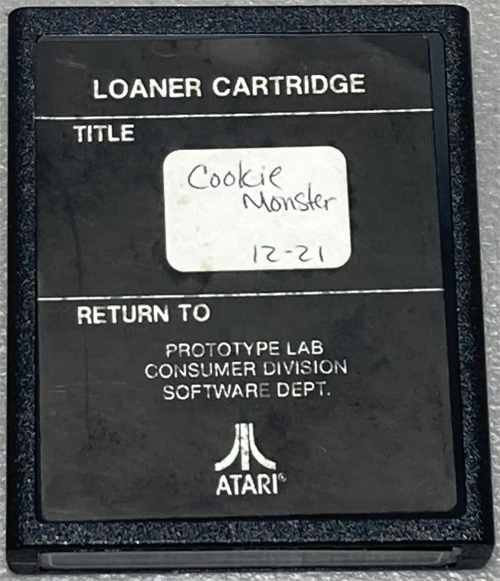 LOANER CARTRIDGE
TITLE
Cookie
Monster
12-21
RETURN TO
PROTOTYPE LAB
CONSUMER DIVISION
SOFTWARE DEPT.
ATARI®